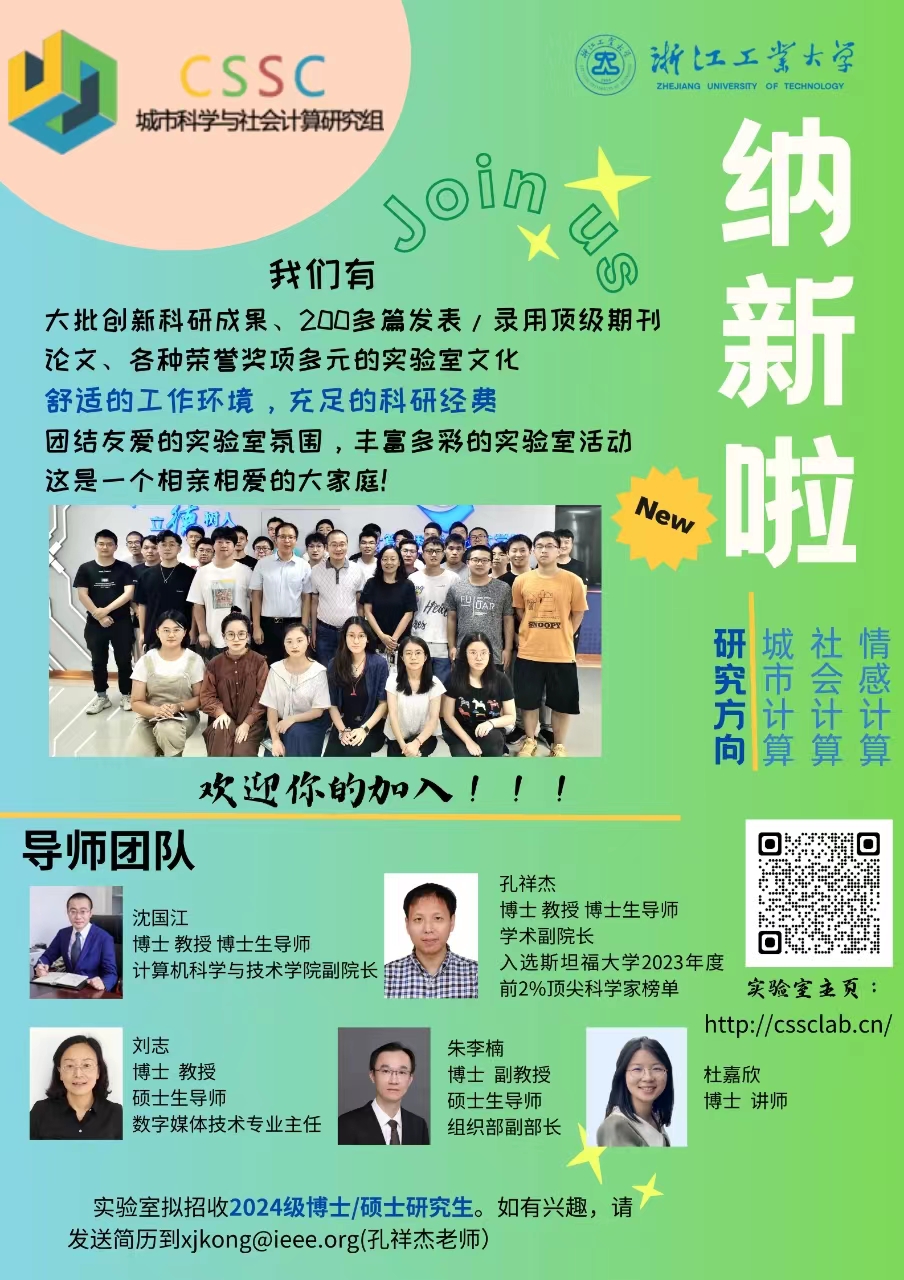 CSSC
城市科学与社会计算研究组
浙江工业大学
ZHEJIANG UNIVERSITY OF TECHNOLOGY
纳新啦
Join us
我们有
大批创新科研成果、200多篇发表/录用顶级期刊
论文、各种荣誉奖项多元的实验室文化
舒适的工作环境，充足的科研经费
团结友爱的实验室氛围，丰富多彩的实验室活动
这是一个相亲相爱的大家庭！
New
立德树人
SNOOPY
研究方向
城市计算
社会计算
情感计算
欢迎你的加入！！！
导师团队
沈国江
博士 教授 博士生导师
计算机科学与技术学院副院长
孔祥杰
博士 教授 博士生导师
学术副院长
入选斯坦福大学2023年度
前2%顶尖科学家榜单
实验室主页：
http://cssclab.cn/
刘志
博士 教授
硕士生导师
数字媒体技术专业主任
朱李楠
博士 副教授
硕士生导师
组织部副部长
杜嘉欣
博士 讲师
实验室拟招收2024级博士/硕士研究生。如有兴趣，请
发送简历到xjkong@ieee.org(孔祥杰老师）